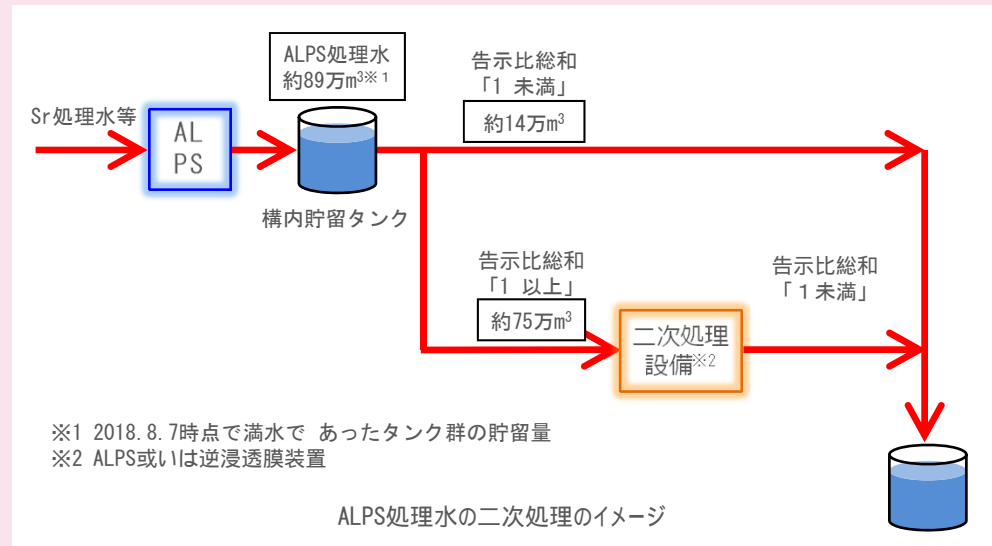 ALPS処理水
約89万m³※1
告示比総和
「1 未満」
約14万m³
Sr処理水等
AL
PS
構内貯留タンク
告示比総和
「1 以上」
約75万m³
告示比総和
「1未満」
二次処理
設備※2
※1 2018.8.7時点で満水で あったタンク群の貯留量
※2 ALPS或いは逆浸透膜装置
ALPS処理水の二次処理のイメージ